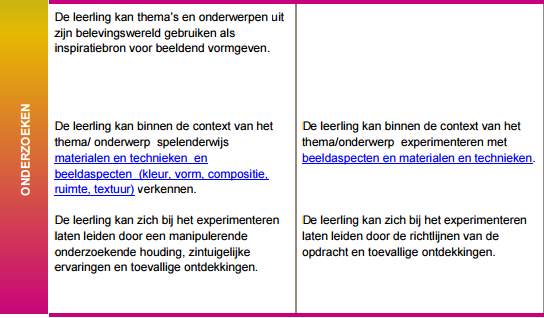 ONDERZOEKEN
De leerling kan thema's en onderwerpen uit
zijn belevingswereld gebruiken als
inspiratiebron voor beeldend vormgeven.
De leerling kan binnen de context van het
thema/ onderwerp spelenderwijs
materialen en technieken en
beeldaspecten (kleur, vorm, compositie,
ruimte, textuur) verkennen.
De leerling kan zich bij het experimenteren
laten leiden door een manipulerende
onderzoekende houding, zintuigelijke
ervaringen en toevallige ontdekkingen.
De leerling kan binnen de context van het
thema/onderwerp experimenteren met
beeldaspecten en materialen en technieken.
De leerling kan zich bij het experimenteren
laten leiden door de richtlijnen van de
opdracht en toevallige ontdekkingen.